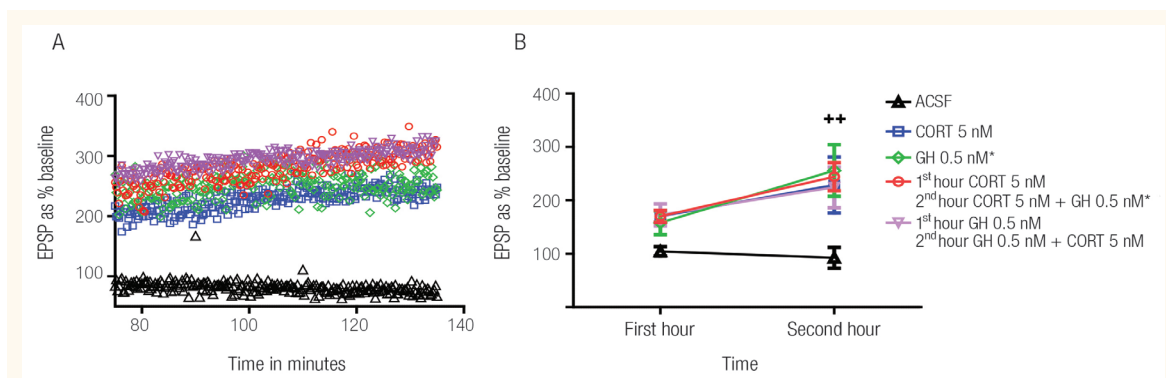 A
EPSP as % baseline
400
300
200
100
80
100
120
140
Time in minutes
B
EPSP as % baseline
400
300
200
100
++
First hour
Second hour
Time
ACSF
CORT 5 nM
GH 0.5 nM*
1st hour CORT 5 nM
2nd hour CORT 5 nM + GH 0.5 nM*
1st hour GH 0.5 nM
2nd hour GH 0.5 nM + CORT 5 nM